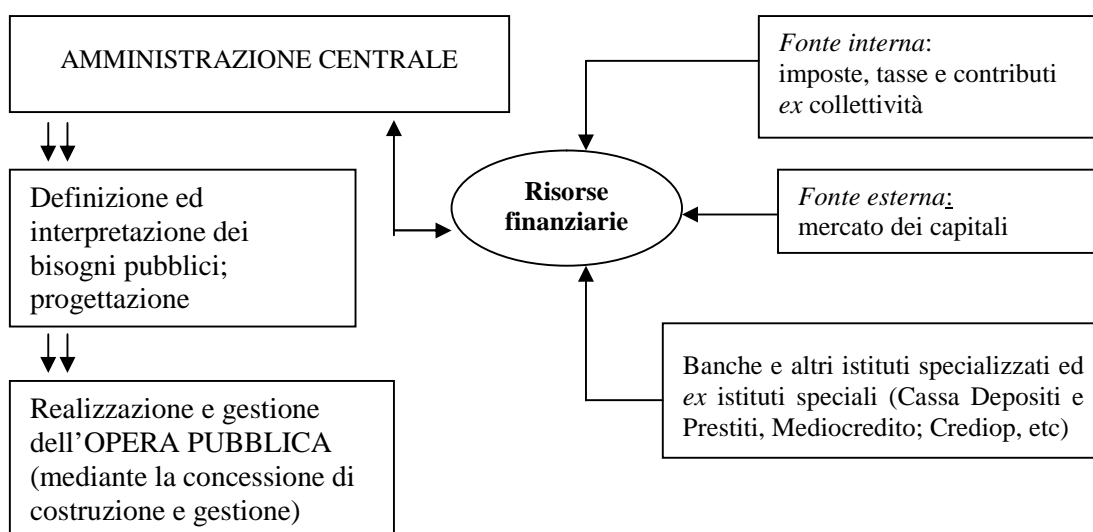 AMMINISTRAZIONE CENTRALE
Definizione ed
interpretazione dei
bisogni pubblici;
progettazione
Realizzazione e gestione
dell’OPERA PUBBLICA
(mediante la concessione di
costruzione e gestione)
Risorse
finanziarie
Fonte interna:
imposte, tasse e contributi
ex collettività
Fonte esterna:
mercato dei capitali
Banche e altri istituti specializzati ed
ex istituti speciali (Cassa Depositi e
Prestiti, Mediocredito; Crediop, etc)